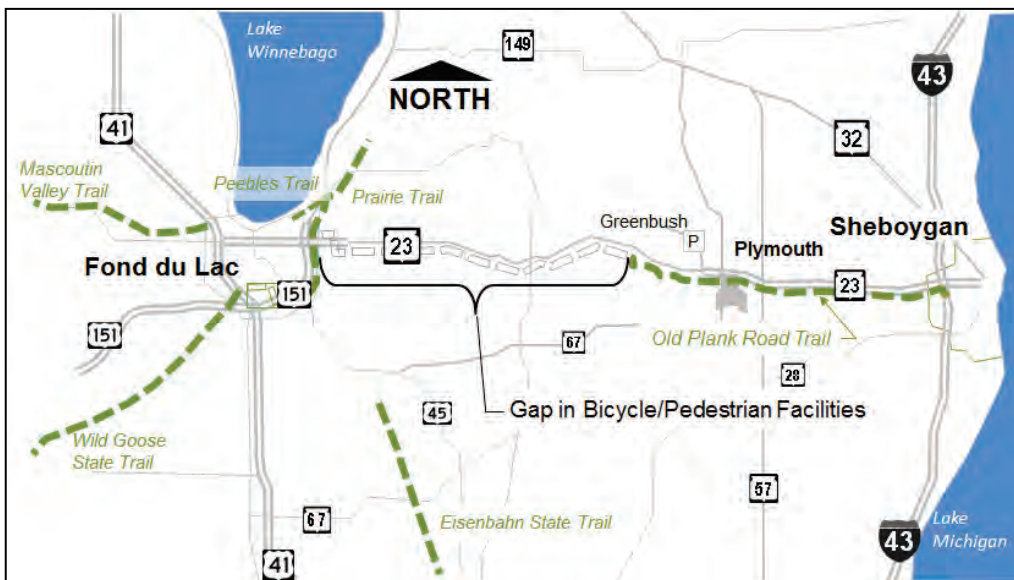 Lake
Winnebago
149
43
NORTH
41
32
Mascoutin
Valley Trail
Peebles Trail
Prairie Trail
Greenbush
P
Sheboygan
23
Plymouth
Fond du Lac
151
23
151
67
Old Plank Road Trail
28
45
Gap in Bicycle/Pedestrian Facilities
Wild Goose
State Trail
57
67
Eisenbahn State Trail
Lake
Michigan
43
41